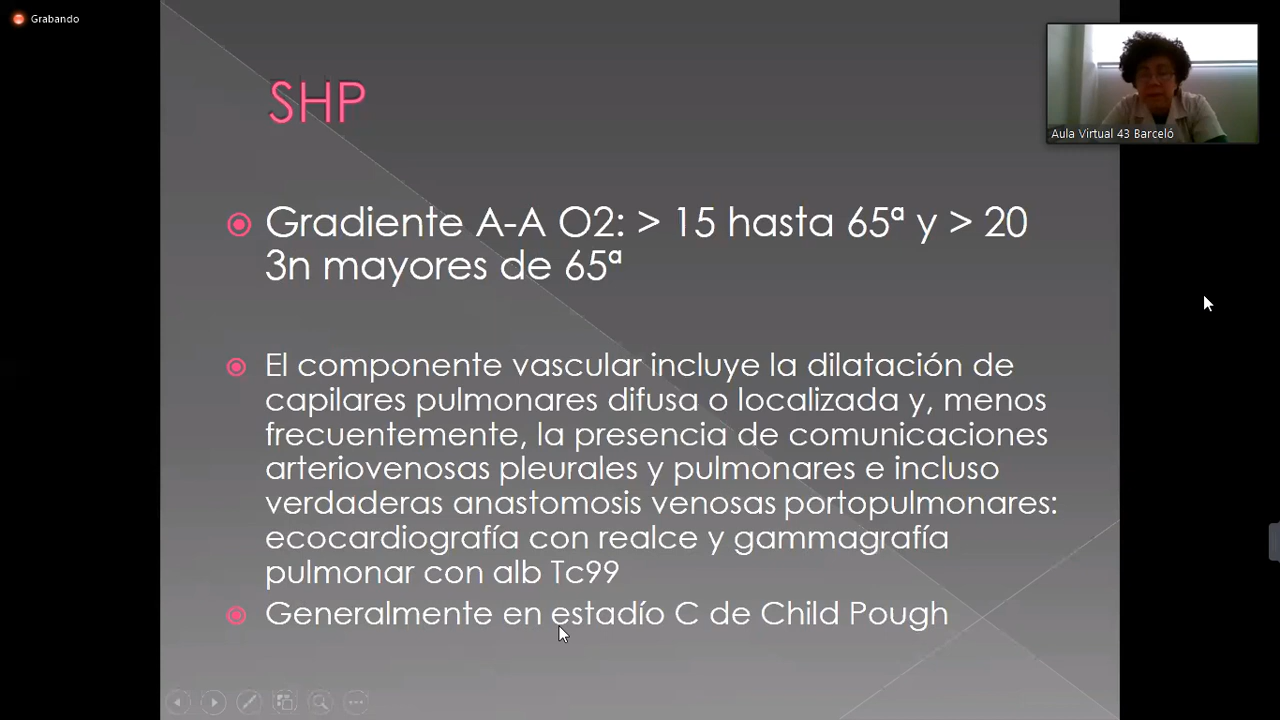 Grabando
SHP
Aula Virtual 43 Barceló
Gradiente A-A O2: > 15 hasta 65ª y > 20
3n mayores de 65ª
El componente vascular incluye la dilatación de
capilares pulmonares difusa o localizada y, menos
frecuentemente, la presencia de comunicaciones
arteriovenosas pleurales y pulmonares e incluso
verdaderas anastomosis venosas portopulmonares:
ecocardiografía con realce y gammagrafía
pulmonar con alb Tc99
Generalmente en estadío C de Child Pough